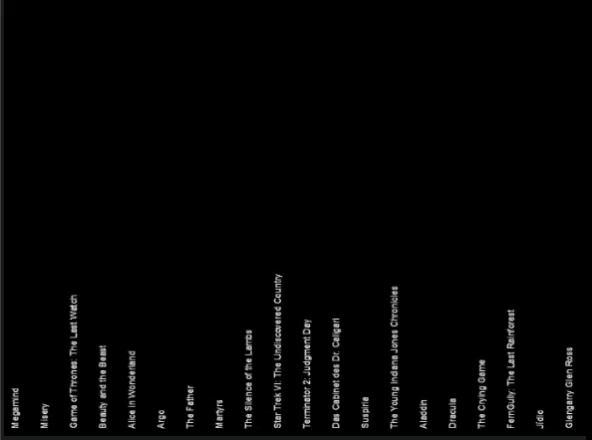 Megamind
Misery
Game of Thrones: The Last Watch
Beauty and the Beast
Alice in Wonderland
Argo
The Father
Martyrs
The Silence of the Lambs
Star Trek VI: The Undiscovered Country
Terminator 2: Judgment Day
Das Cabinet des Dr. Caligari
Suspiria
The Young Indiana Jones Chronicles
Aladdin
Dracula
The Crying Game
FernGully: The Last Rainforest
Jídlo
Glengarry Glen Ross